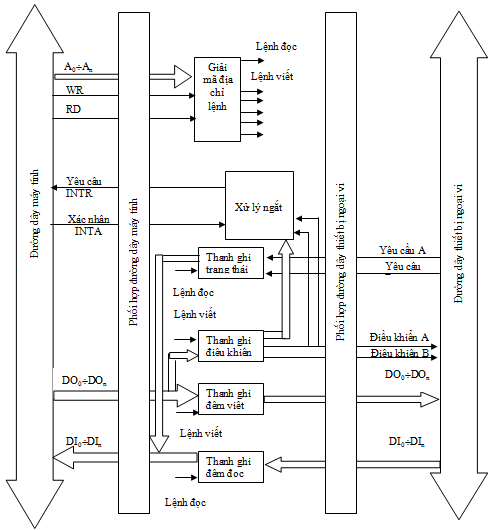 Lệnh đọc
A₀÷Aₙ
Giải
mã địa
chỉ
lệnh
Lệnh viết
WR
RD
Yêu cầu
INTR
Xử lý ngắt
Xác nhận
INTA
Đường dây máy tính
Phối hợp đường dây máy tính
Phối hợp đường dây thiết bị ngoại vi
Đường dây thiết bị ngoại vi
Thanh ghi
trạng thái
Yêu cầu A
Yêu cầu
Lệnh đọc
Lệnh viết
Thanh ghi
điều khiển
Điều khiển A
Điều khiển B
DO₀÷DOₙ
DO₀÷DOₙ
Thanh ghi
đệm viết
Lệnh viết
DI₀÷DIₙ
DI₀÷DIₙ
Thanh ghi
đệm đọc
Lệnh đọc